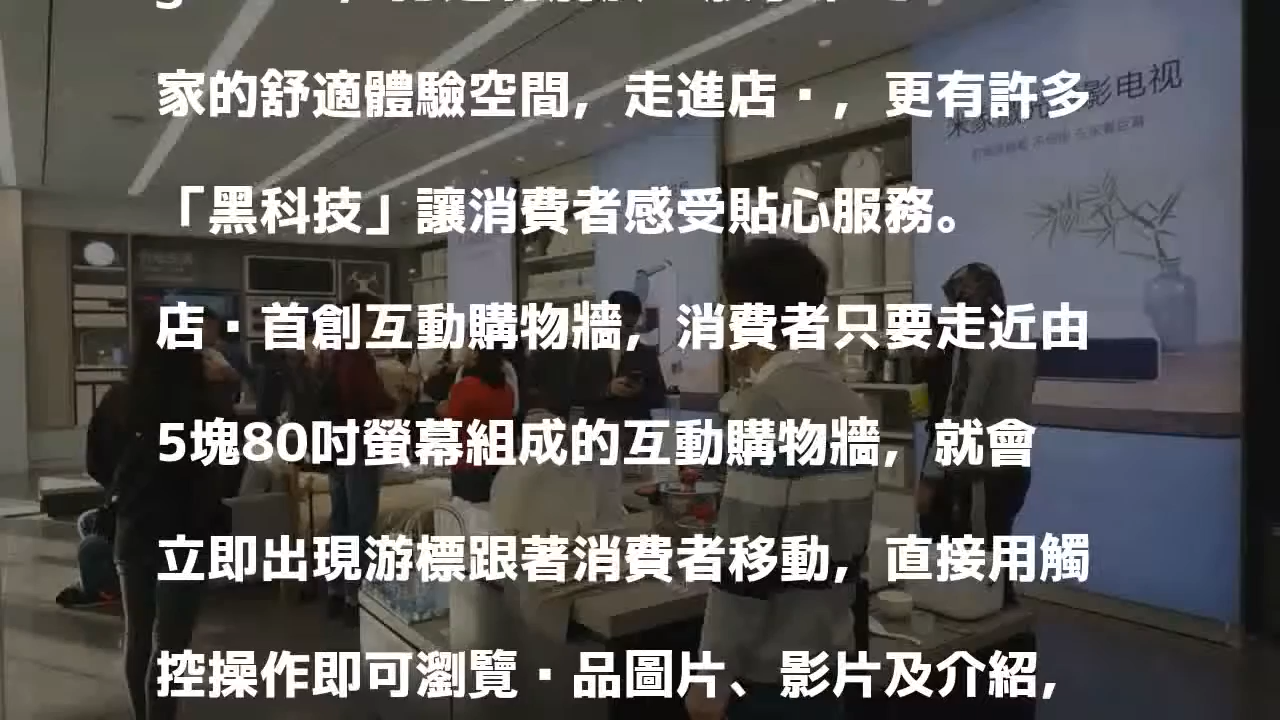 家的舒適體驗空間，走進店·，更有許多
「黑科技」讓消費者感受貼心服務。
店·首創互動購物牆，消費者只要走近由
5塊80吋螢幕組成的互動購物牆，就會
立即出現游標跟著消費者移動，直接用觸
控操作即可瀏覽·品圖片、影片及介紹，
影电视